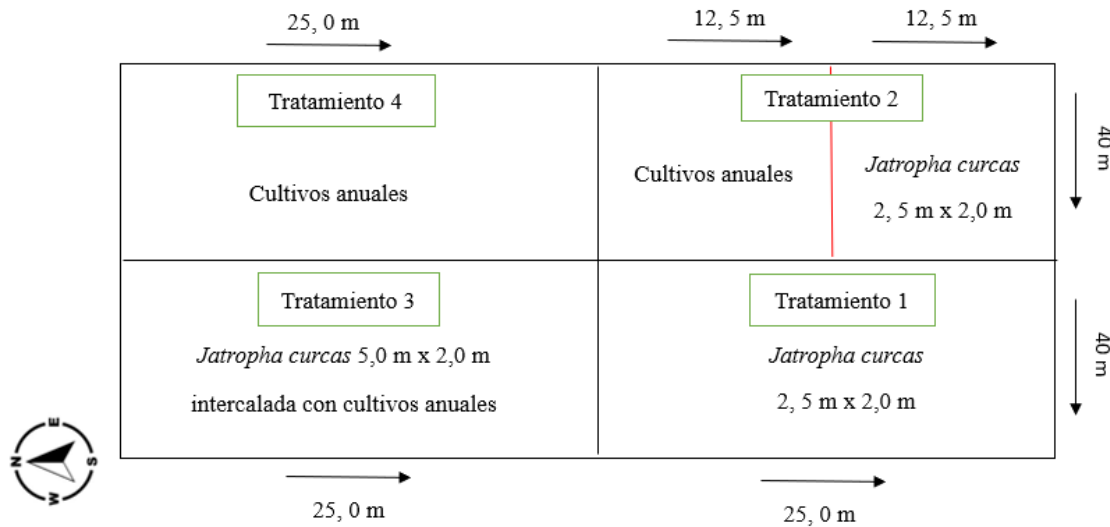 25, 0 m
12, 5 m
12, 5 m
Tratamiento 4
Cultivos anuales
Tratamiento 2
Cultivos anuales
Jatropha curcas
2, 5 m x 2,0 m
40 m
Tratamiento 3
Jatropha curcas 5,0 m x 2,0 m
intercalada con cultivos anuales
Tratamiento 1
Jatropha curcas
2, 5 m x 2,0 m
40 m
E
N
S
W
25, 0 m
25, 0 m